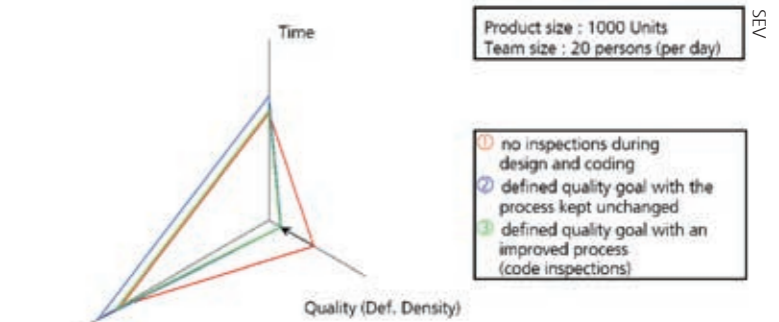 Time
Product size : 1000 Units
Team size : 20 persons (per day)
SEV
① no inspections during
design and coding
② defined quality goal with the
process kept unchanged
③ defined quality goal with an
improved process
(code inspections)
Quality (Def. Density)